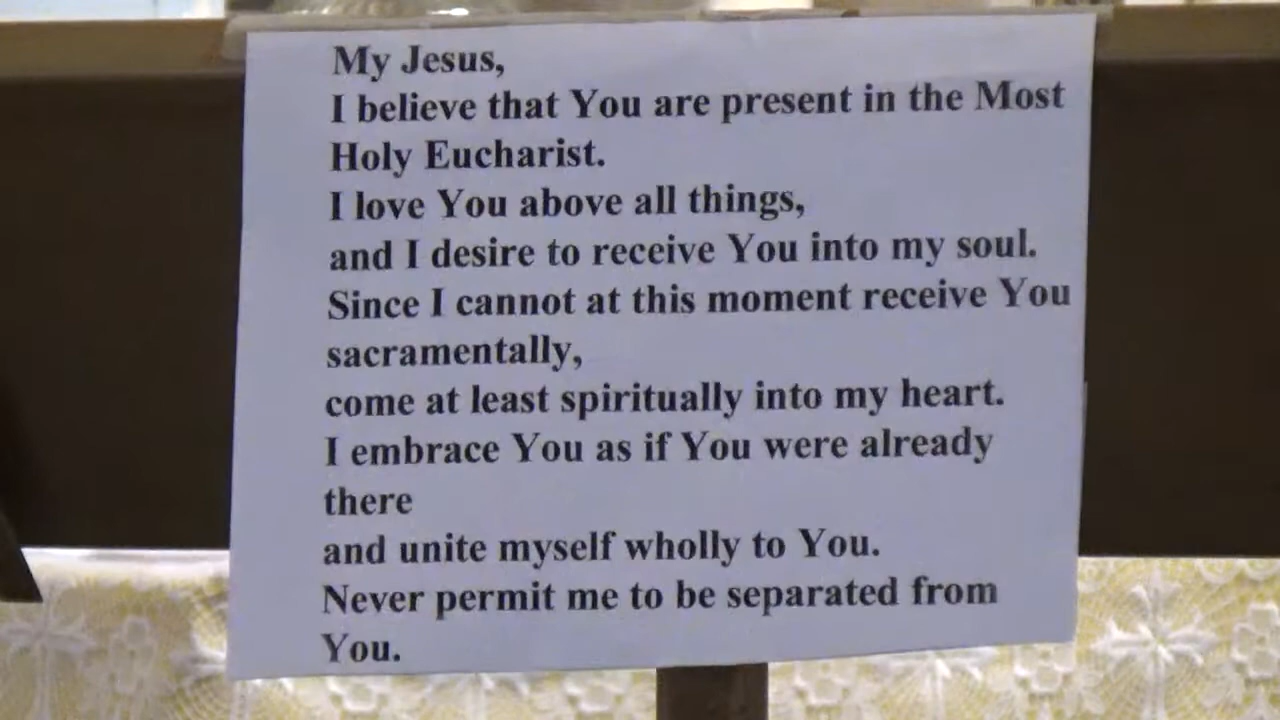 My Jesus,
I believe that You are present in the Most
Holy Eucharist.
I love You above all things,
and I desire to receive You into my soul.
Since I cannot at this moment receive You
sacramentally,
come at least spiritually into my heart.
I embrace You as if You were already
there
and unite myself wholly to You.
Never permit me to be separated from
You.